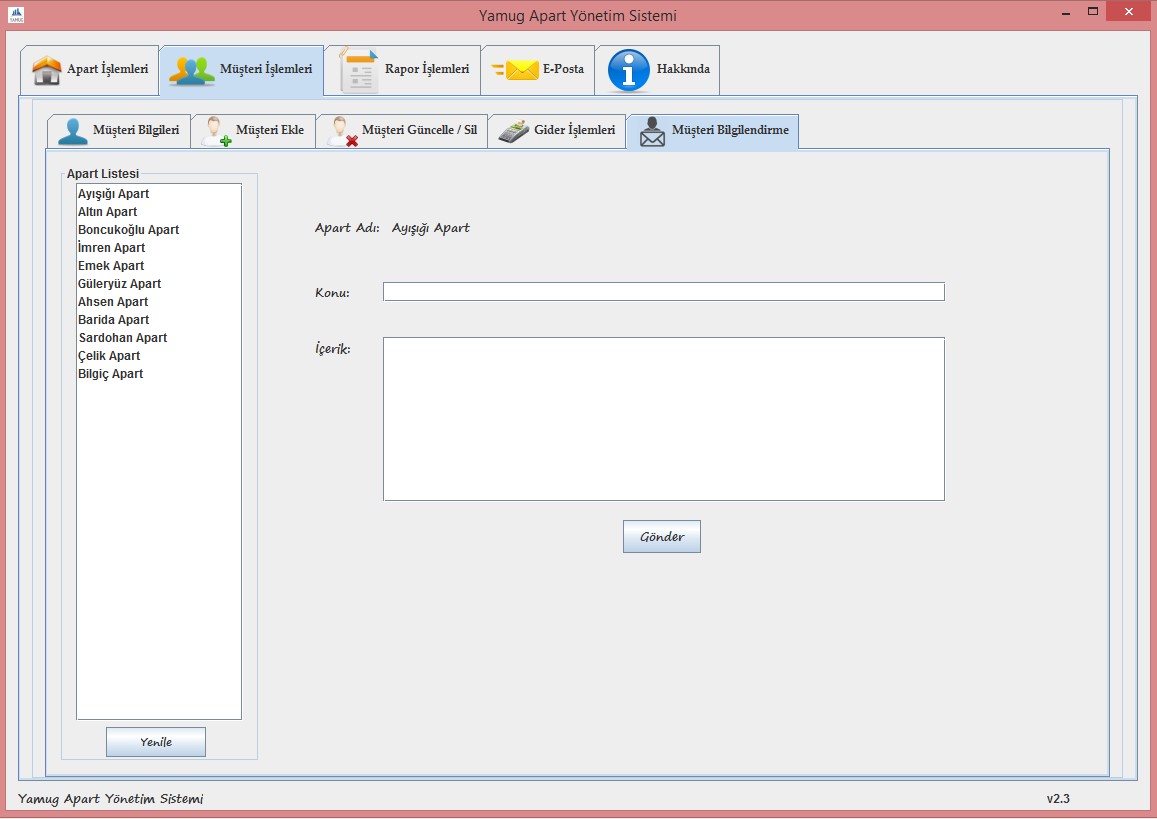 Yamug Apart Yönetim Sistemi
Apart İşlemleri
Müşteri İşlemleri
Rapor İşlemleri
E-Posta
Hakkında
Müşteri Bilgileri
Müşteri Ekle
Müşteri Güncelle / Sil
Gider İşlemleri
Müşteri Bilgilendirme
Apart Listesi
Ayışığı Apart
Altın Apart
Boncukoğlu Apart
İmren Apart
Emek Apart
Güleryüz Apart
Ahsen Apart
Barida Apart
Sardohan Apart
Çelik Apart
Bilgiç Apart
Yenile
Apart Adı: Ayışığı Apart
Konu:
İçerik:
Gönder
Yamug Apart Yönetim Sistemi
v2.3